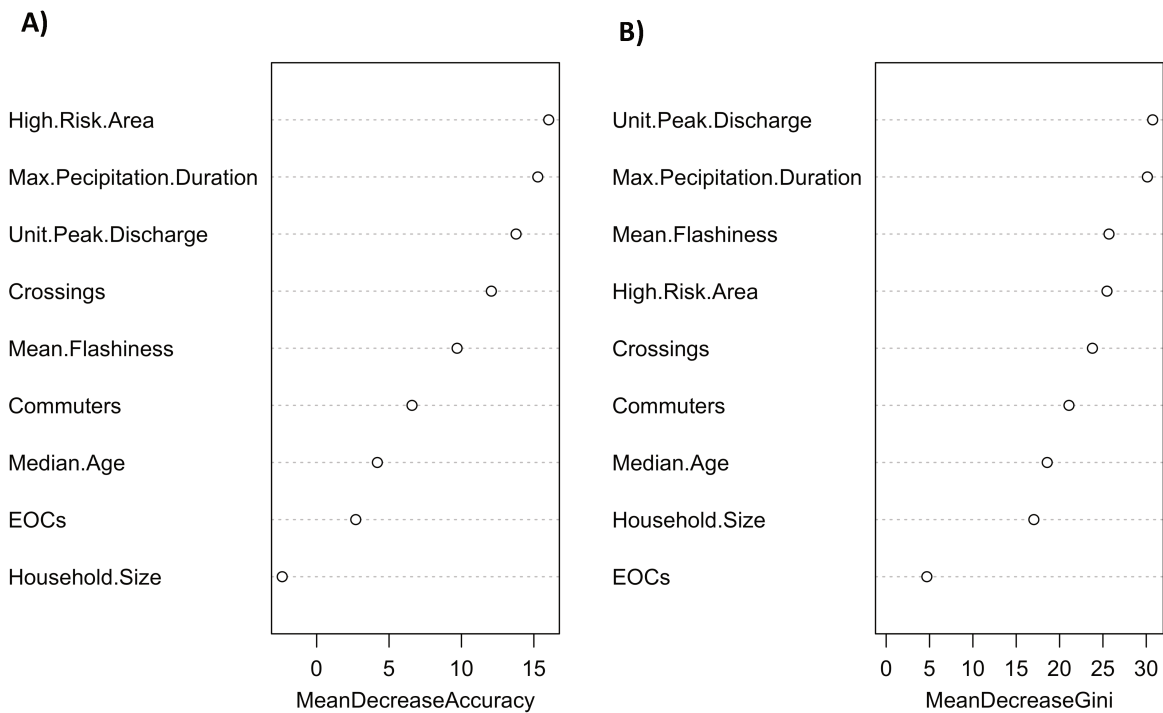 A)
High.Risk.Area
Max.Pecipitation.Duration
Unit.Peak.Discharge
Crossings
Mean.Flashiness
Commuters
Median.Age
EOCs
Household.Size
0 5 10 15
MeanDecreaseAccuracy
B)
Unit.Peak.Discharge
Max.Pecipitation.Duration
Mean.Flashiness
High.Risk.Area
Crossings
Commuters
Median.Age
Household.Size
EOCs
0 5 10 15 20 25 30
MeanDecreaseGini